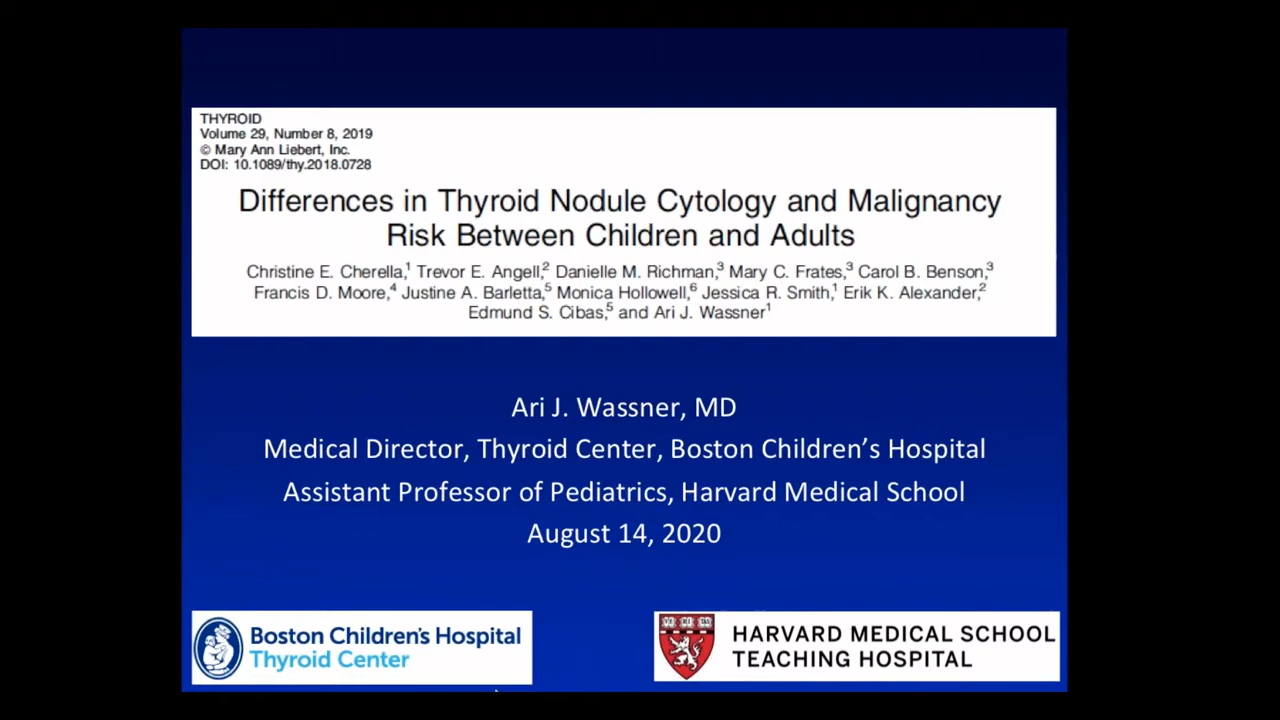 THYROID
Volume 29, Number 8, 2019
© Mary Ann Liebert, Inc.
DOI: 10.1089/thy.2018.0728
Differences in Thyroid Nodule Cytology and Malignancy
Risk Between Children and Adults
Christine E. Cherella,1 Trevor E. Angell,2 Danielle M. Richman,3 Mary C. Frates,3 Carol B. Benson,3
Francis D. Moore,4 Justine A. Barletta,5 Monica Hollowell,6 Jessica R. Smith,1 Erik K. Alexander,2
Edmund S. Cibas,5 and Ari J. Wassner1
Ari J. Wassner, MD
Medical Director, Thyroid Center, Boston Children’s Hospital
Assistant Professor of Pediatrics, Harvard Medical School
August 14, 2020
Boston Children's Hospital
Thyroid Center
HARVARD MEDICAL SCHOOL
TEACHING HOSPITAL